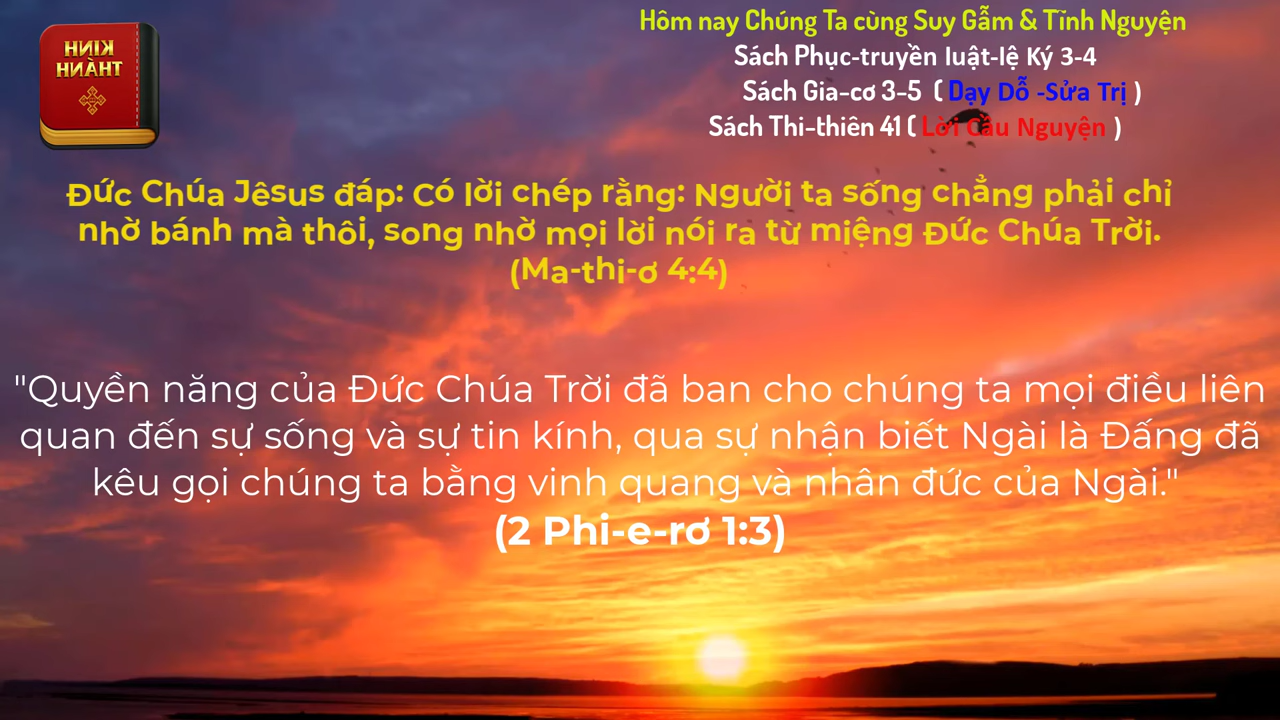 KINH
THÀNH
Hôm nay Chúng Ta cùng Suy Gẫm & Tĩnh Nguyện
Sách Phục-truyền luật-lệ Ký 3-4
Sách Gia-cơ 3-5 ( Dạy Dỗ -Sửa Trị )
Sách Thi-thiên 41 ( Lời Cầu Nguyện )
Đức Chúa Jêsus đáp: Có lời chép rằng: Người ta sống chẳng phải chỉ
nhờ bánh mà thôi, song nhờ mọi lời nói ra từ miệng Đức Chúa Trời.
(Ma-thi-ơ 4:4)
"Quyền năng của Đức Chúa Trời đã ban cho chúng ta mọi điều liên
quan đến sự sống và sự tin kính, qua sự nhận biết Ngài là Đấng đã
kêu gọi chúng ta bằng vinh quang và nhân đức của Ngài."
(2 Phi-e-rơ 1:3)